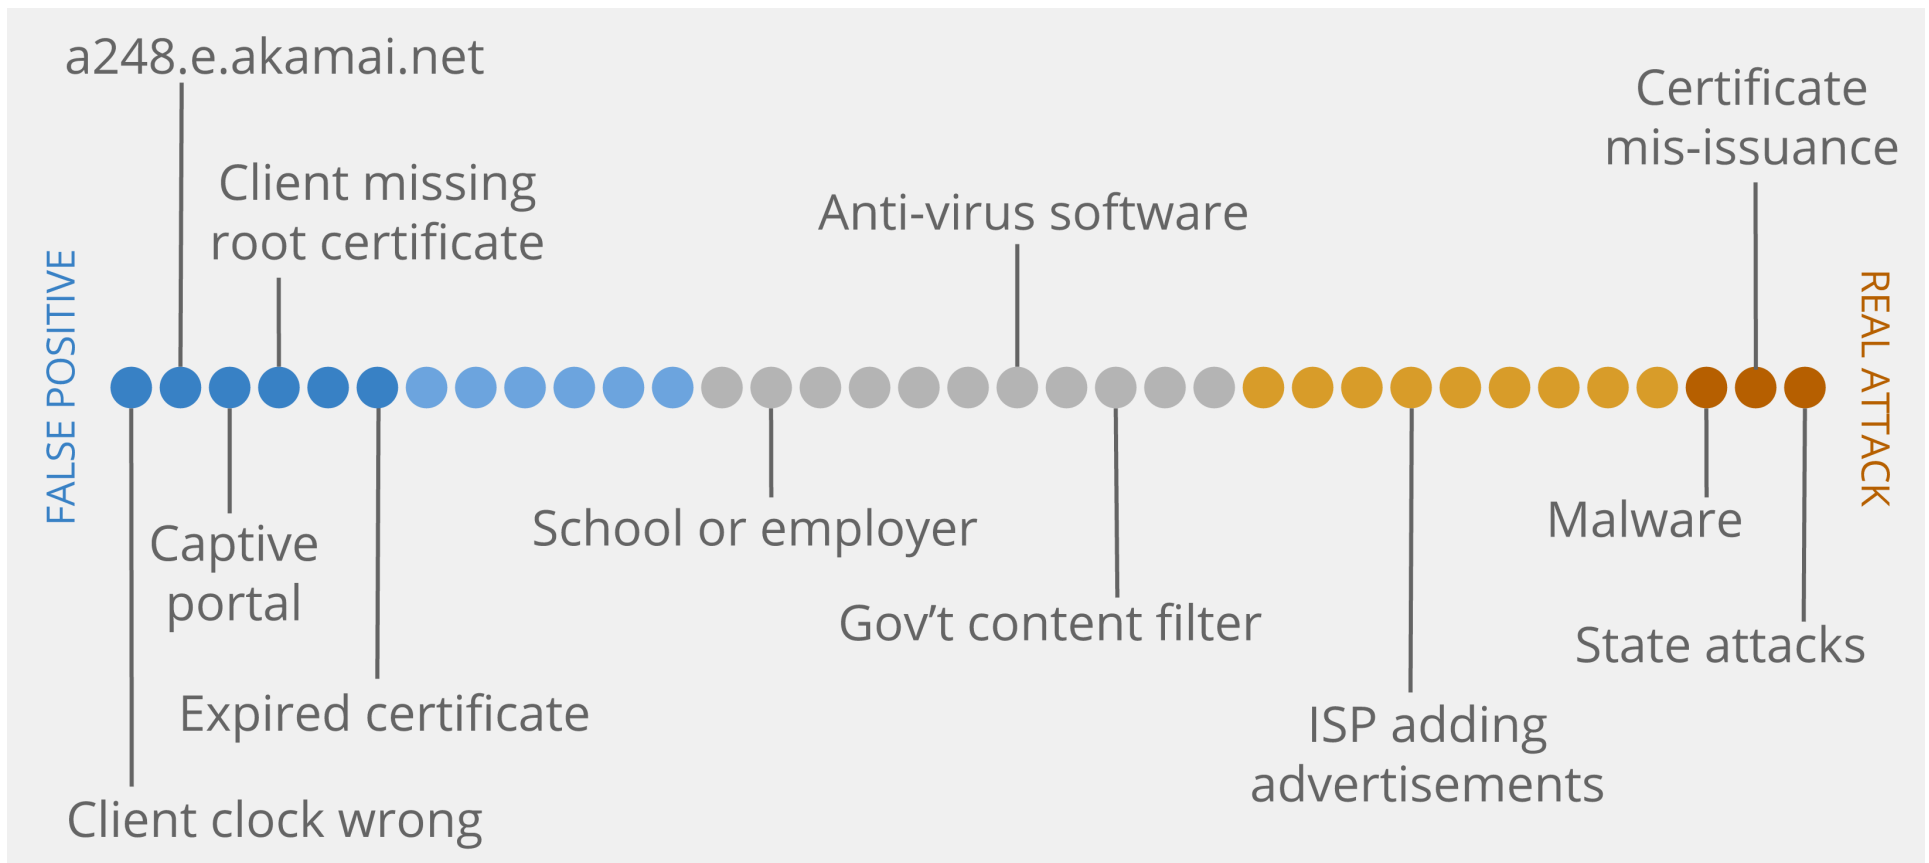 a248.e.akamai.net
Certificate
mis-issuance
Client missing
root certificate
Anti-virus software
FALSE POSITIVE
REAL ATTACK
Captive
portal
School or employer
Malware
Gov’t content filter
State attacks
Expired certificate
ISP adding
advertisements
Client clock wrong